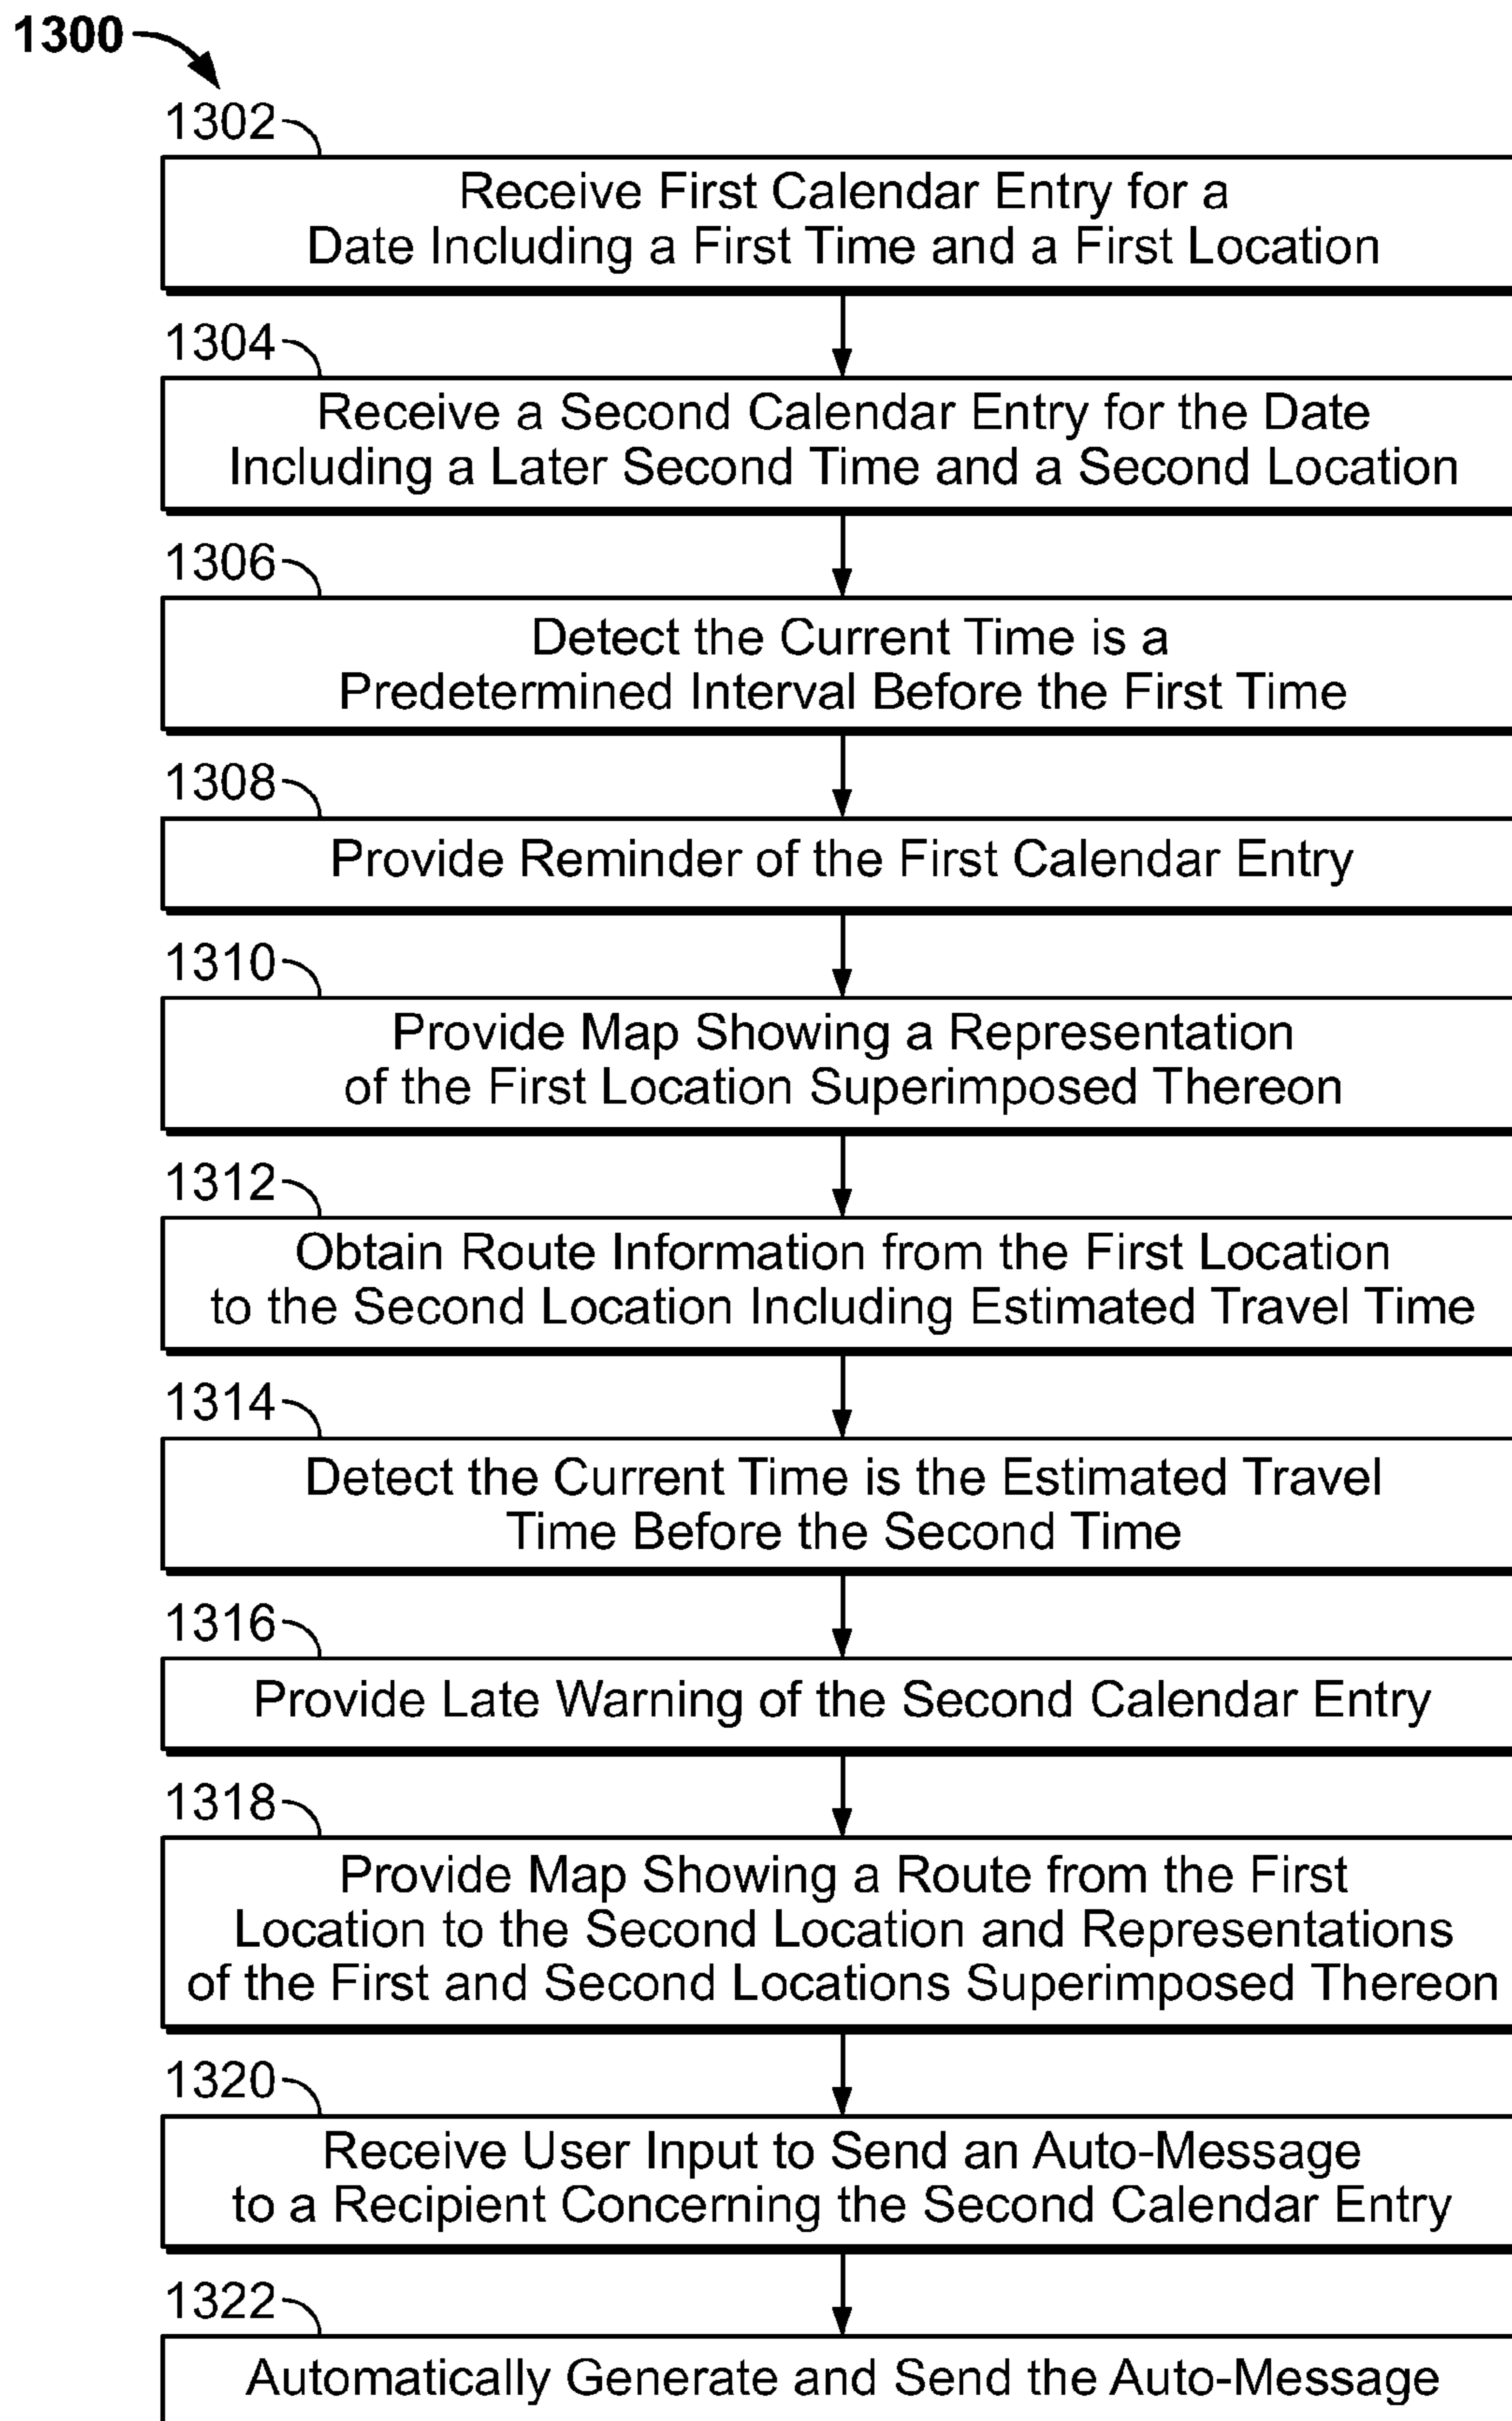 1300
1302
Receive First Calendar Entry for a
Date Including a First Time and a First Location
1304
Receive a Second Calendar Entry for the Date
Including a Later Second Time and a Second Location
1306
Detect the Current Time is a
Predetermined Interval Before the First Time
1308
Provide Reminder of the First Calendar Entry
1310
Provide Map Showing a Representation
of the First Location Superimposed Thereon
1312
Obtain Route Information from the First Location
to the Second Location Including Estimated Travel Time
1314
Detect the Current Time is the Estimated Travel
Time Before the Second Time
1316
Provide Late Warning of the Second Calendar Entry
1318
Provide Map Showing a Route from the First
Location to the Second Location and Representations
of the First and Second Locations Superimposed Thereon
1320
Receive User Input to Send an Auto-Message
to a Recipient Concerning the Second Calendar Entry
1322
Automatically Generate and Send the Auto-Message